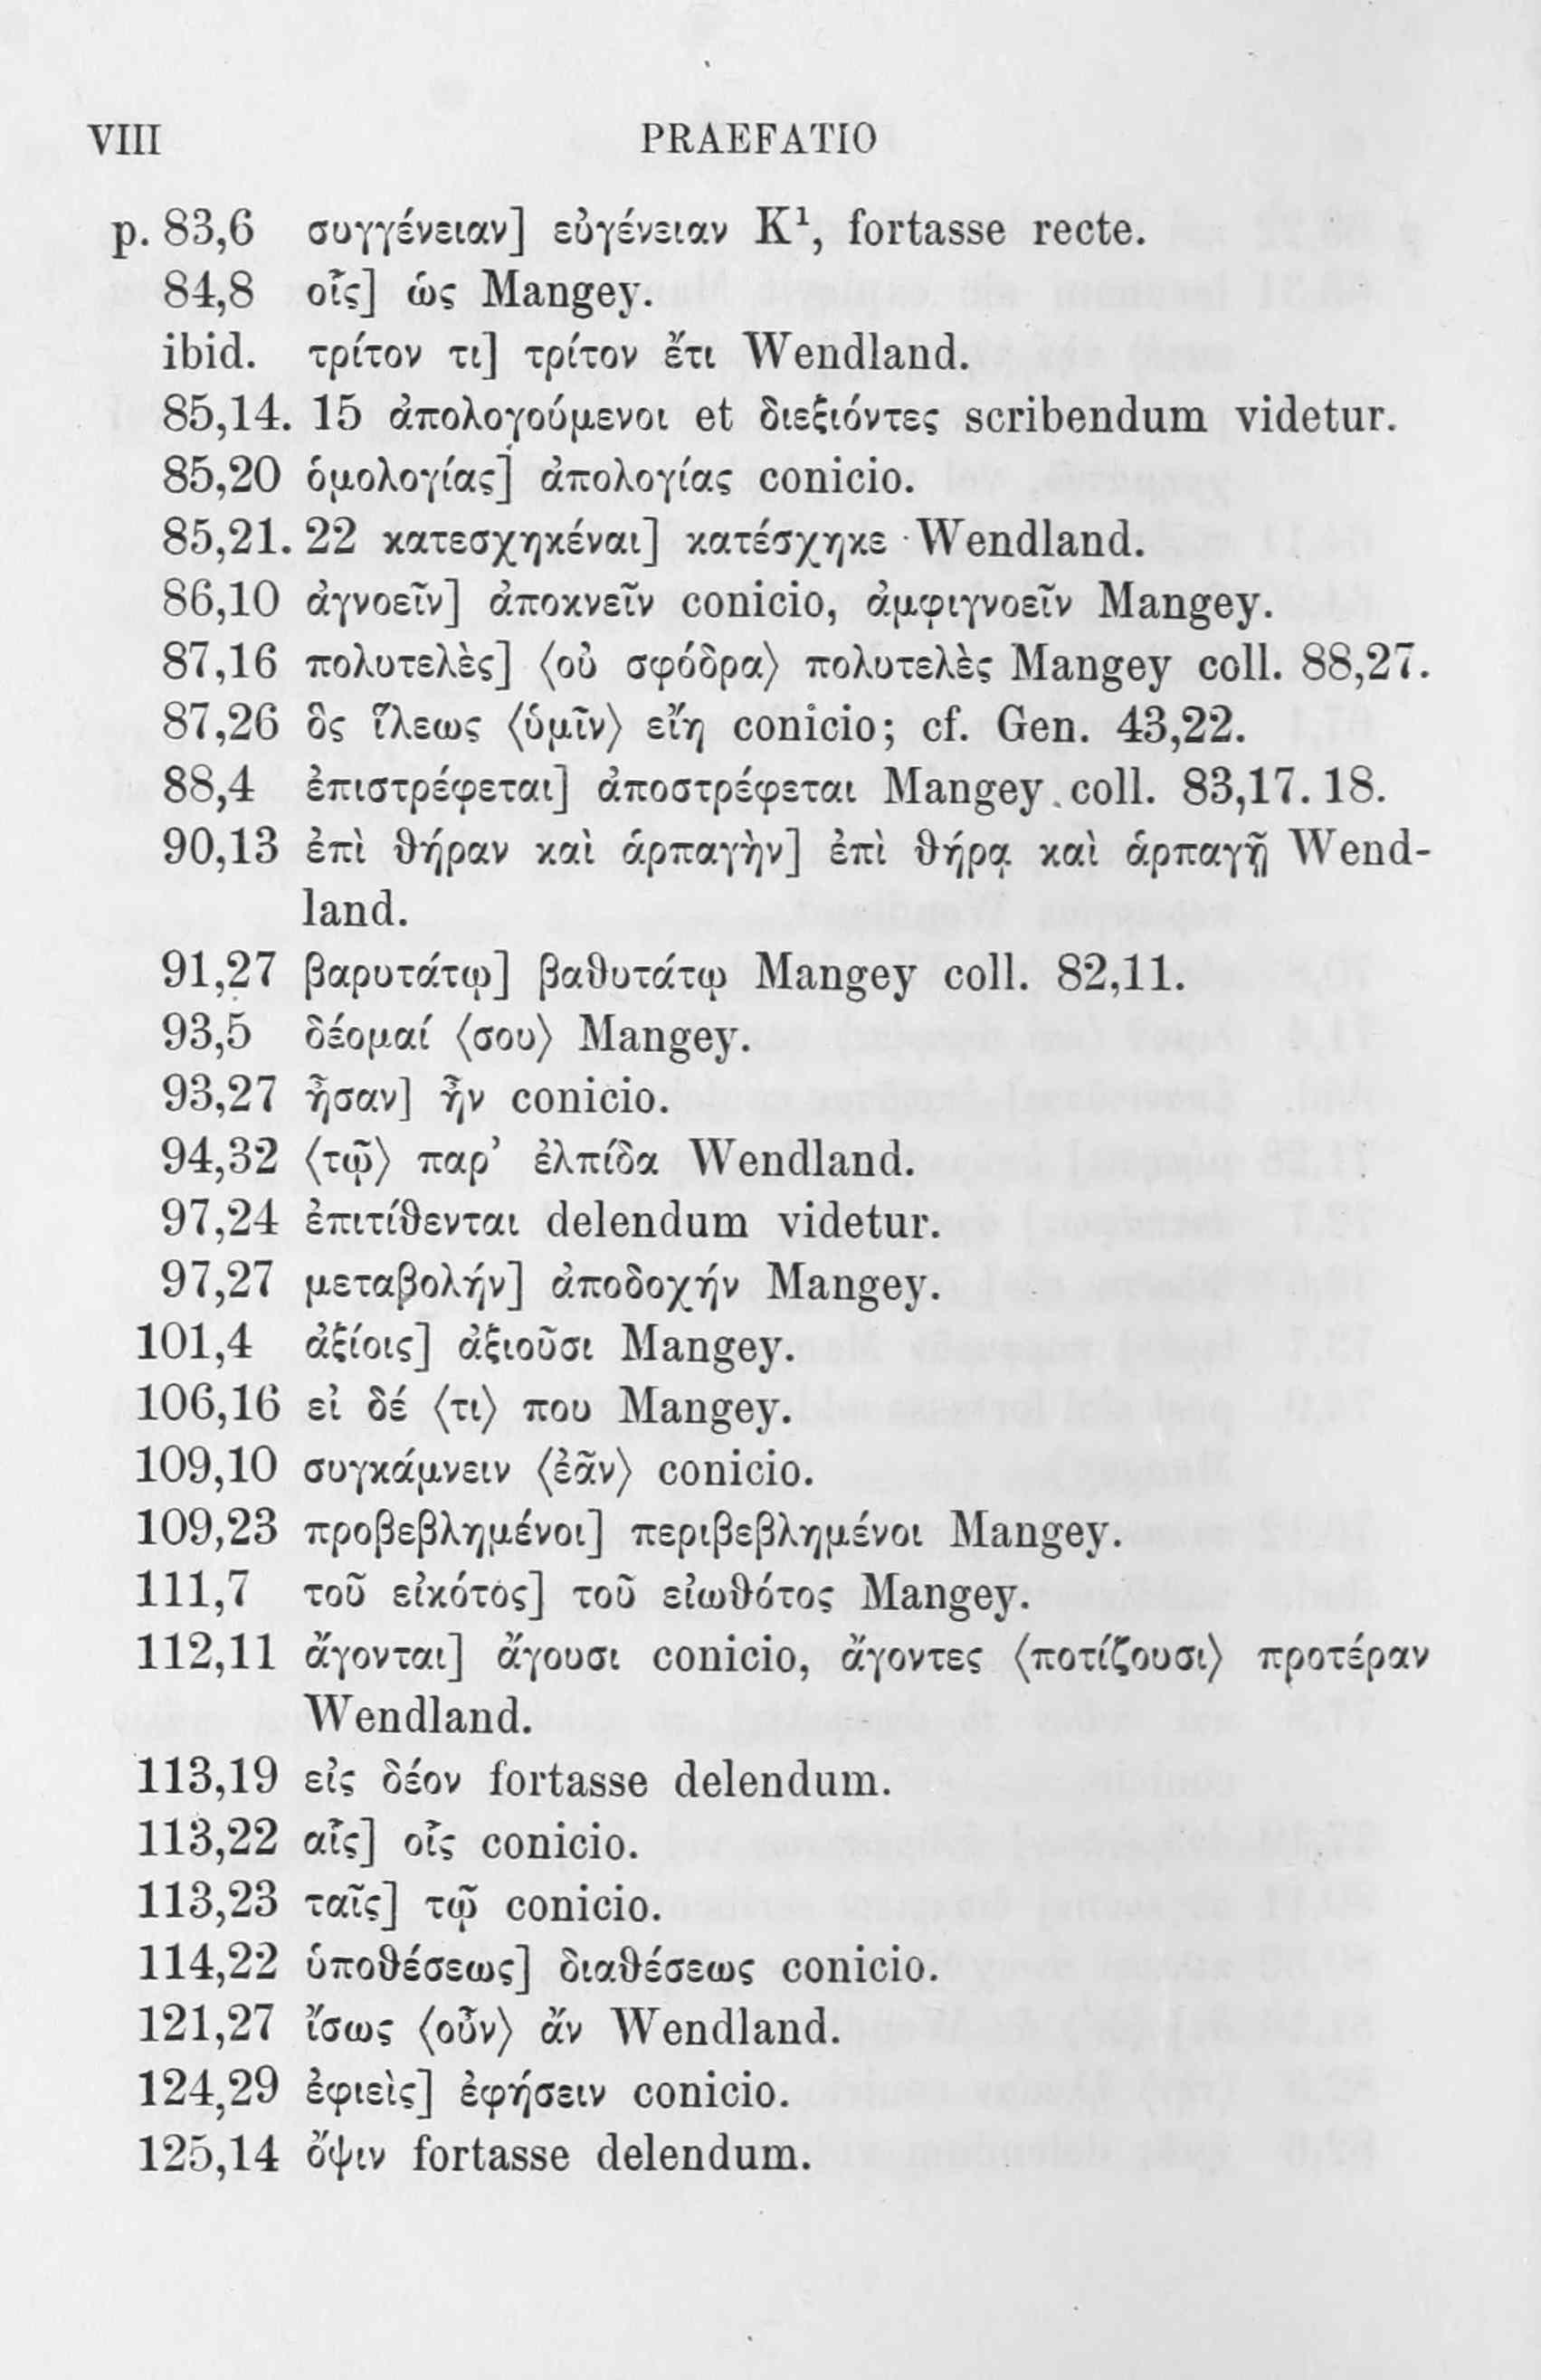 VIII PRAEFATIO
p. 83,6 συγγένειαν] εὐγένειαν K¹, fortasse recte.
84,8 οἷς] ὡς Mangey.
ibid. τρίτον τι] τρίτον ἔτι Wendland.
85,14. 15 ἀπολογούμενοι et διεξιόντες scribendum videtur.
85,20 ὁμολογίας] ἀπολογίας conicio.
85,21. 22 κατεσχηκέναι] κατέσχηκε Wendland.
86,10 ἀγνοεῖν] ἀποκνεῖν conicio, ἀμφιγνοεῖν Mangey.
87,16 πολυτελὲς] ⟨οὐ σφόδρα⟩ πολυτελὲς Mangey coll. 88,27.
87,26 ὃς ἵλεως ⟨ὑμῖν⟩ εἴη conicio; cf. Gen. 43,22.
88,4 ἐπιστρέφεται] ἀποστρέφεται Mangey coll. 83,17. 18.
90,13 ἐπὶ ϑήραν καὶ ἁρπαγὴν] ἐπὶ ϑήρᾳ καὶ ἁρπαγῇ Wend-
land.
91,27 βαρυτάτῳ] βαϑυτάτῳ Mangey coll. 82,11.
93,5 δέομαί ⟨σου⟩ Mangey.
93,27 ἦσαν] ἦν conicio.
94,32 ⟨τῷ⟩ παρ’ ἐλπίδα Wendland.
97,24 ἐπιτίϑενται delendum videtur.
97,27 μεταβολήν] ἀποδοχήν Mangey.
101,4 ἀξίοις] ἀξιοῦσι Mangey.
106,16 εἰ δέ ⟨τι⟩ που Mangey.
109,10 συγκάμνειν ⟨ἐᾶν⟩ conicio.
109,23 προβεβλημένοι] περιβεβλημένοι Mangey.
111,7 τοῦ εἰκότος] τοῦ εἰωϑότος Mangey.
112,11 ἄγονται] ἄγουσι conicio, ἄγοντες ⟨ποτίζουσι⟩ προτέραν
Wendland.
113,19 εἰς δέον fortasse delendum.
113,22 αἷς] οἷς conicio.
113,23 ταῖς] τῷ conicio.
114,22 ὑποϑέσεως] διαϑέσεως conicio.
121,27 ἴσως ⟨οὖν⟩ ἄν Wendland.
124,29 ἐφιεὶς] ἐφήσειν conicio.
125,14 ὄψιν fortasse delendum.